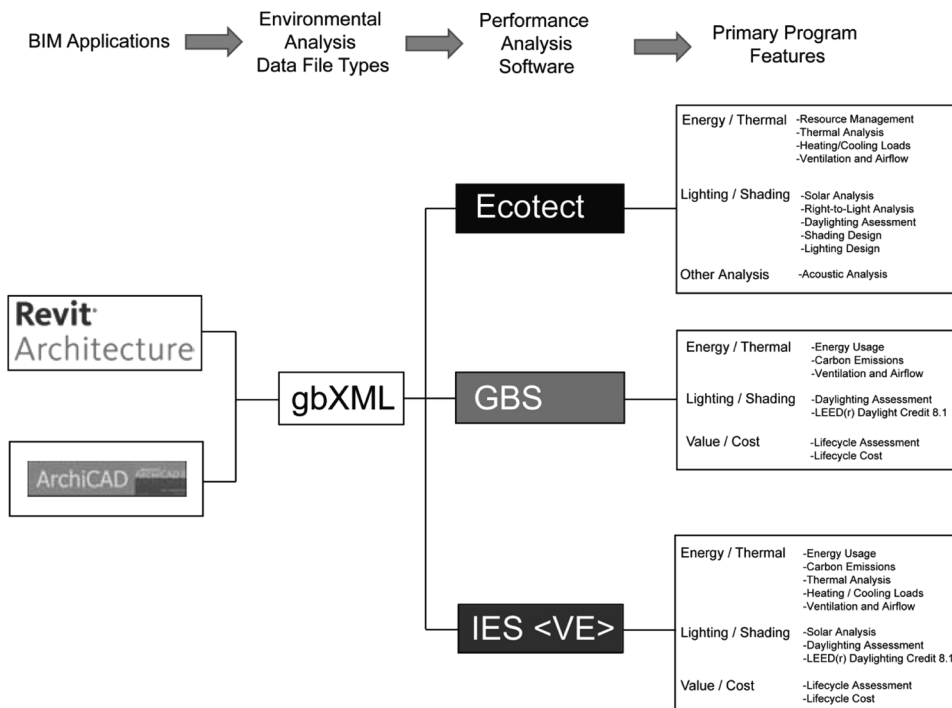 BIM Applications
Environmental
Analysis
Data File Types
Performance
Analysis
Software
Primary Program
Features
Revit
Architecture
ArchiCAD
ArchiCAD
gbXML
Ecotect
Energy / Thermal
-Resource Management
-Thermal Analysis
-Heating/Cooling Loads
-Ventilation and Airflow
Lighting / Shading
-Solar Analysis
-Right-to-Light Analysis
-Daylighting Asessment
-Shading Design
-Lighting Design
Other Analysis
-Acoustic Analysis
GBS
Energy / Thermal
-Energy Usage
-Carbon Emissions
-Ventilation and Airflow
Lighting / Shading
-Daylighting Assessment
-LEED(r) Daylight Credit 8.1
Value / Cost
-Lifecycle Assessment
-Lifecycle Cost
IES <VE>
Energy / Thermal
-Energy Usage
-Carbon Emissions
-Thermal Analysis
-Heating / Cooling Loads
-Ventilation and Airflow
Lighting / Shading
-Solar Analysis
-Daylighting Assessment
-LEED(r) Daylighting Credit 8.1
Value / Cost
-Lifecycle Assessment
-Lifecycle Cost